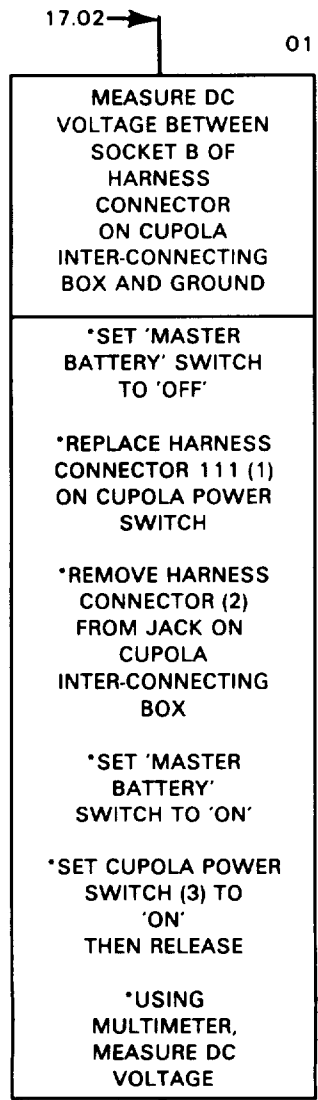 17.02
01
MEASURE DC
VOLTAGE BETWEEN
SOCKET B OF
HARNESS
CONNECTOR
ON CUPOLA
INTER-CONNECTING
BOX AND GROUND
*SET 'MASTER
BATTERY' SWITCH
TO 'OFF'
*REPLACE HARNESS
CONNECTOR 111 (1)
ON CUPOLA POWER
SWITCH
*REMOVE HARNESS
CONNECTOR (2)
FROM JACK ON
CUPOLA
INTER-CONNECTING
BOX
*SET 'MASTER
BATTERY'
SWITCH TO 'ON'
*SET CUPOLA POWER
SWITCH (3) TO
'ON'
THEN RELEASE
*USING
MULTIMETER,
MEASURE DC
VOLTAGE